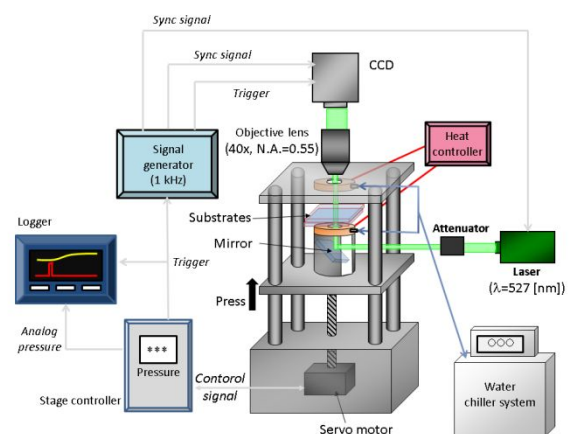 Sync signal
Sync signal
CCD
Trigger
Objective lens
(40x, N.A.=0.55)
Heat
controller
Signal
generator
(1 kHz)
Substrates
Attenuator
Logger
Mirror
Laser
(λ=527 [nm])
Trigger
Press
Analog
pressure
***
Pressure
Contorol
signal
Stage controller
Water
chiller system
Servo motor